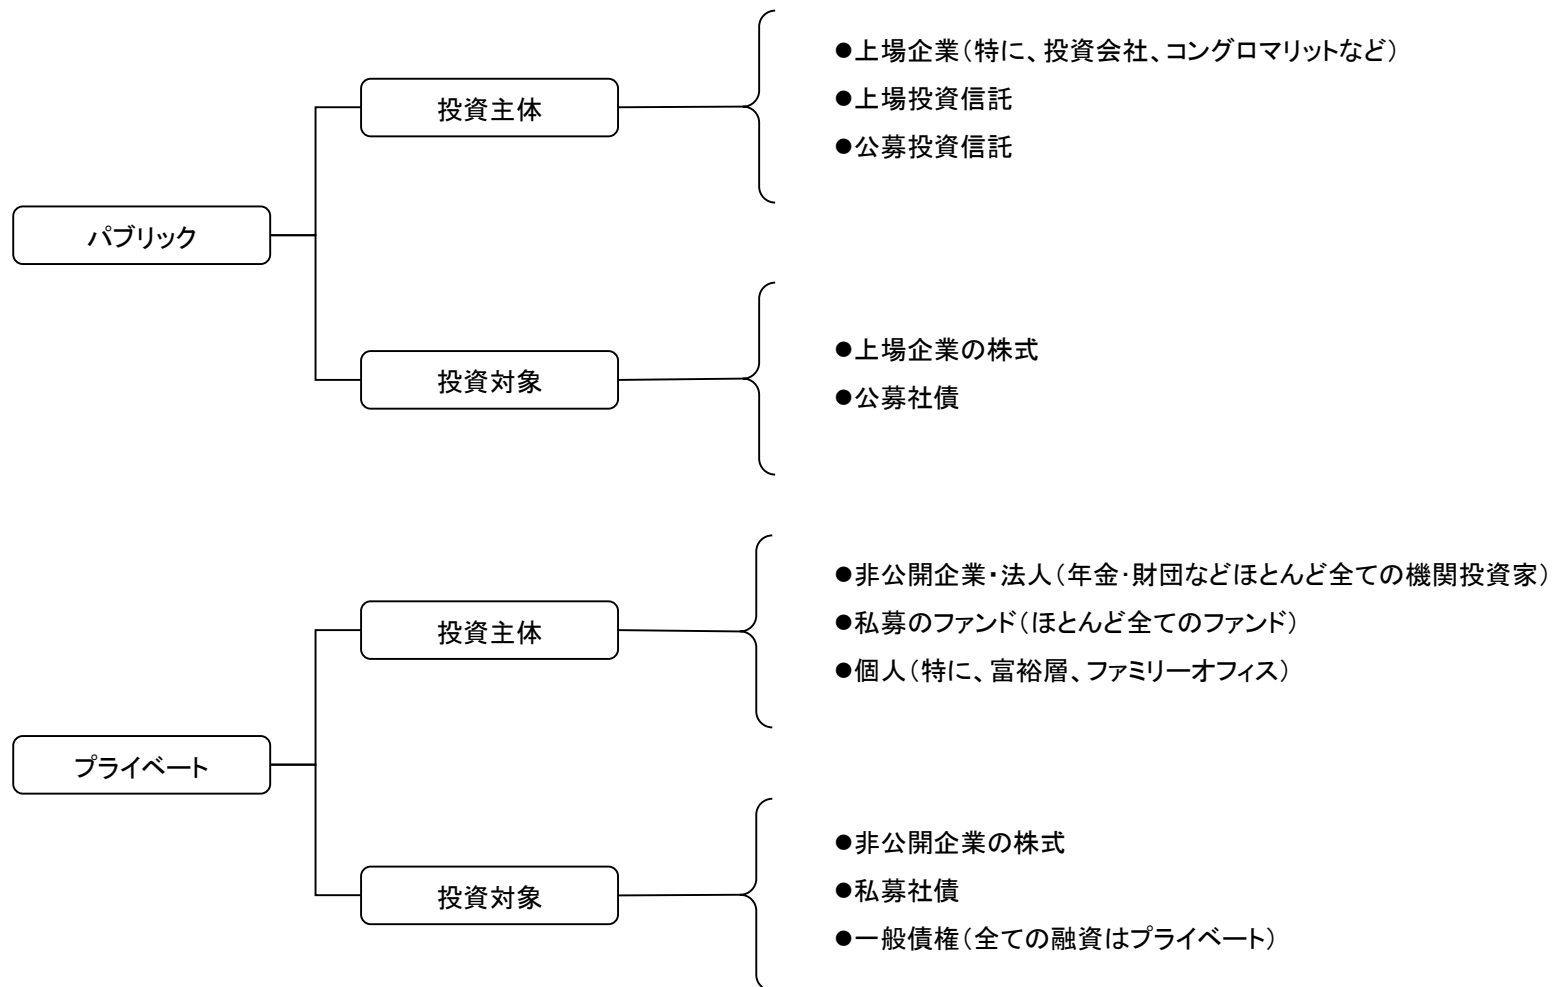 パブリック
投資主体
●上場企業(特に、投資会社、コングロマリットなど)
●上場投資信託
●公募投資信託
投資対象
●上場企業の株式
●公募社債
プライベート
投資主体
●非公開企業・法人(年金・財団などほとんど全ての機関投資家)
●私募のファンド(ほとんど全てのファンド)
●個人(特に、富裕層、ファミリーオフィス)
投資対象
●非公開企業の株式
●私募社債
●一般債権(全ての融資はプライベート)